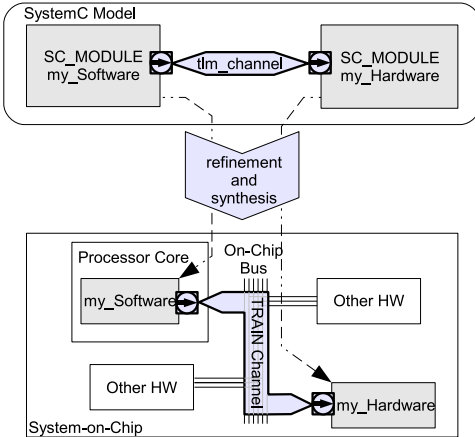 SystemC Model
SC_MODULE
my_Software
tlm_channel
SC_MODULE
my_Hardware
refinement
and
synthesis
Processor Core
my_Software
On-Chip
Bus
TRAIN Channel
Other HW
Other HW
my_Hardware
System-on-Chip